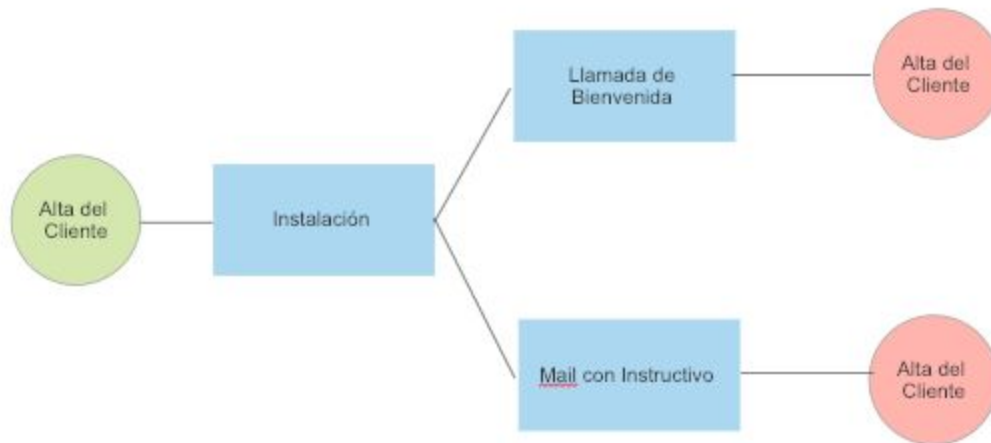 Alta del
Cliente
Instalación
Llamada de
Bienvenida
Alta del
Cliente
Mail con Instructivo
Alta del
Cliente